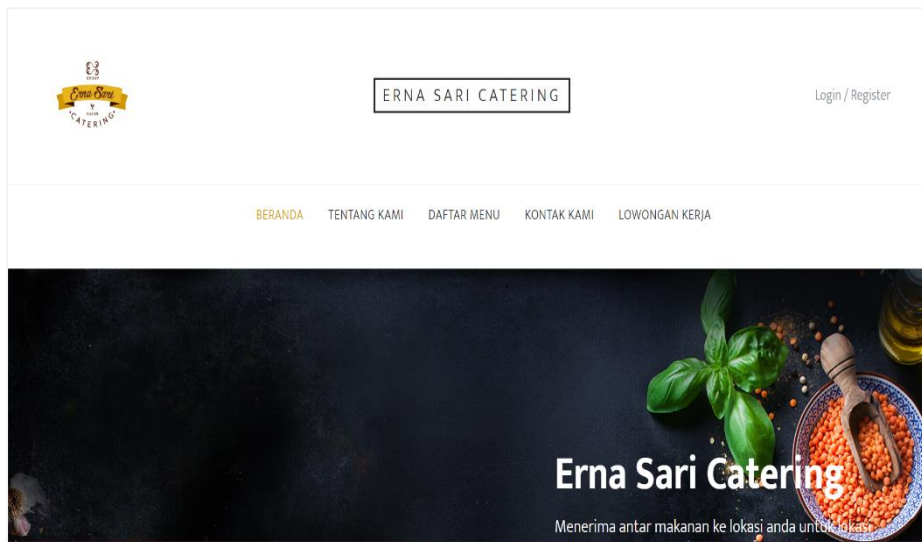 GROUP
Erna Sari
CATERING
ERNA SARI CATERING
Login / Register
BERANDA TENTANG KAMI DAFTAR MENU KONTAK KAMI LOWONGAN KERJA
Erna Sari Catering
Menerima antar makanan ke lokasi anda untuk lokasi